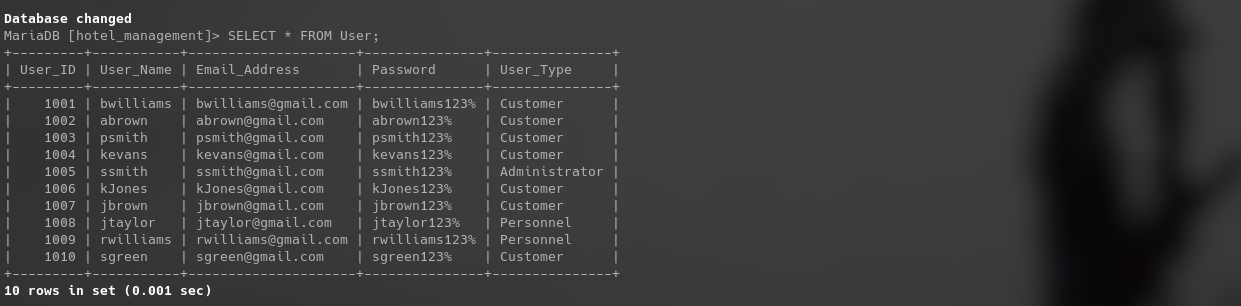 Database changed
MariaDB [hotel_management]> SELECT * FROM User;
+---------+-----------+---------------------+---------------+---------------+
| User_ID | User_Name | Email_Address       | Password      | User_Type     |
+---------+-----------+---------------------+---------------+---------------+
|    1001 | bwilliams | bwilliams@gmail.com | bwilliams123% | Customer      |
|    1002 | abrown    | abrown@gmail.com    | abrown123%    | Customer      |
|    1003 | psmith    | psmith@gmail.com    | psmith123%    | Customer      |
|    1004 | kevans    | kevans@gmail.com    | kevans123%    | Customer      |
|    1005 | ssmith    | ssmith@gmail.com    | ssmith123%    | Administrator |
|    1006 | kJones    | kJones@gmail.com    | kJones123%    | Customer      |
|    1007 | jbrown    | jbrown@gmail.com    | jbrown123%    | Customer      |
|    1008 | jtaylor   | jtaylor@gmail.com   | jtaylor123%   | Personnel     |
|    1009 | rwilliams | rwilliams@gmail.com | rwilliams123% | Personnel     |
|    1010 | sgreen    | sgreen@gmail.com    | sgreen123%    | Customer      |
+---------+-----------+---------------------+---------------+---------------+
10 rows in set (0.001 sec)